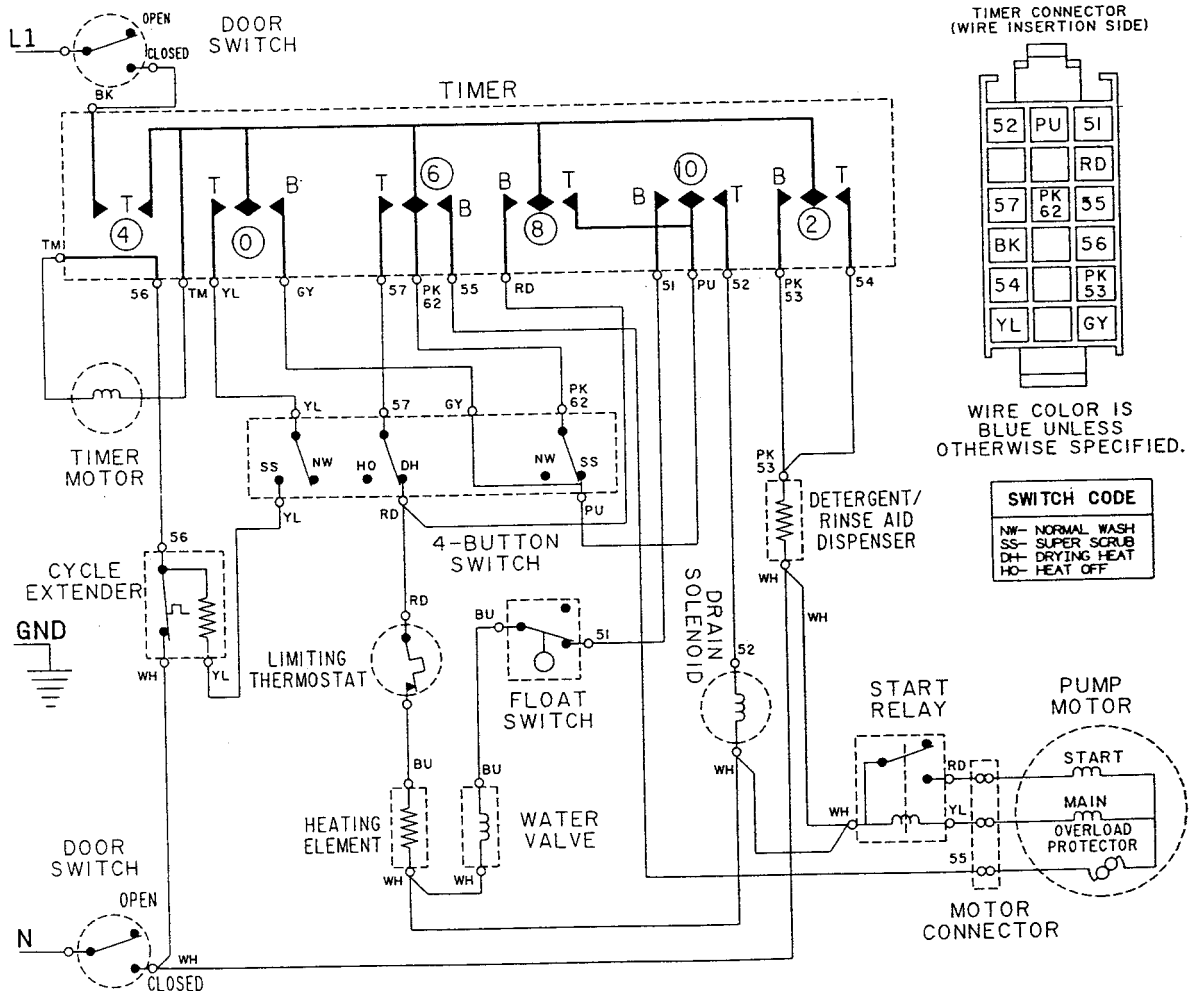 TIMER CONNECTOR
(WIRE INSERTION SIDE)
OPEN
DOOR
SWITCH
L1
CLOSED
BK
TIMER
52 PU 51
RD
57 PK 62 55
BK 56
54 PK 53
YL GY
T
4
T
B
0
T
6
B
B
T
8
B
10
T
B
T
2
TM
56
TM
YL
GY
57
PK
62
55
RD
51
PU
52
PK
53
54
WIRE COLOR IS
BLUE UNLESS
OTHERWISE SPECIFIED.
TIMER
MOTOR
YL
57
GY
PK
62
SS
NW
HO
DH
NW
SS
YL
RD
PU
4-BUTTON
SWITCH
PK
53
DETERGENT/
RINSE AID
DISPENSER
WH
WH
SWITCH CODE
NW- NORMAL WASH
SS- SUPER SCRUB
DH- DRYING HEAT
HO- HEAT OFF
56
CYCLE
EXTENDER
GND
WH
YL
RD
LIMITING
THERMOSTAT
BU
51
FLOAT
SWITCH
DRAIN
SOLENOID
52
WH
START
RELAY
PUMP
MOTOR
RD
START
WH
YL
MAIN
OVERLOAD
PROTECTOR
55
MOTOR
CONNECTOR
BU
BU
HEATING
ELEMENT
WATER
VALVE
WH
WH
DOOR
SWITCH
OPEN
N
WH
CLOSED